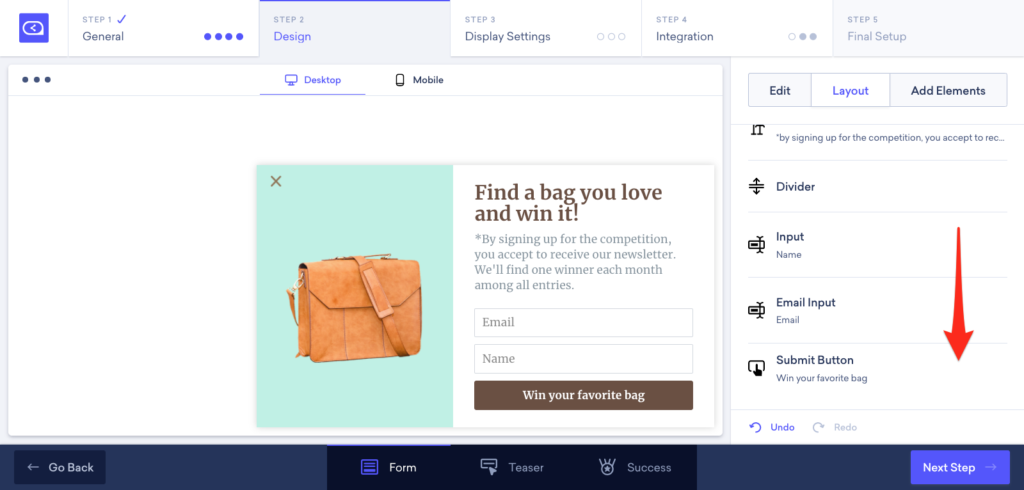 STEP 1
General
STEP 2
Design
STEP 3
Display Settings
STEP 4
Integration
STEP 5
Final Setup
Desktop
Mobile
Edit
Layout
Add Elements
*by signing up for the competition, you accept to rec...
Divider
Input
Name
Email Input
Email
Submit Button
Win your favorite bag
Undo
Redo
Find a bag you love
and win it!
*By signing up for the competition,
you accept to receive our newsletter.
We'll find one winner each month
among all entries.
Email
Name
Win your favorite bag
Go Back
Form
Teaser
Success
Next Step